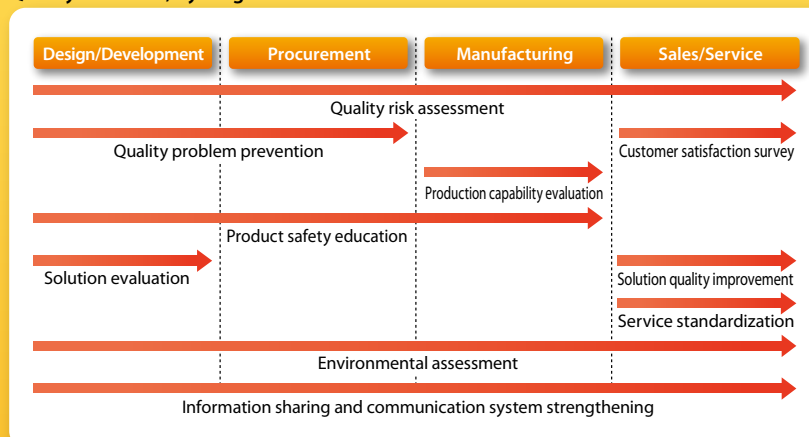 Design/Development
Procurement
Manufacturing
Sales/Service
Quality risk assessment
Quality problem prevention
Customer satisfaction survey
Production capability evaluation
Product safety education
Solution evaluation
Solution quality improvement
Service standardization
Environmental assessment
Information sharing and communication system strengthening